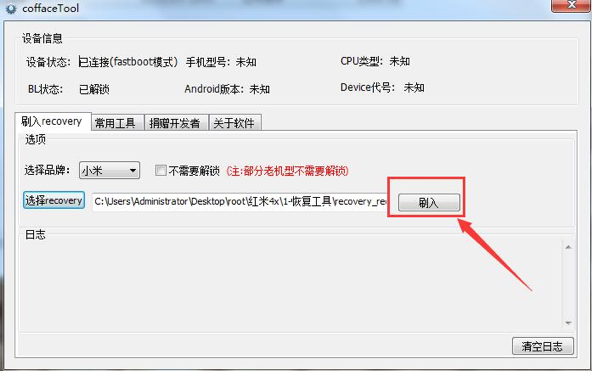 coffaceTool
设备信息
设备状态: 已连接(fastboot模式) 手机型号: 未知 CPU类型: 未知
BL状态: 已解锁 Android版本: 未知 Device代号: 未知
刷入recovery 常用工具 捐赠开发者 关于软件
选项
选择品牌: 小米 不需要解锁 (注:部分老机型不需要解锁)
选择recovery C:\Users\Administrator\Desktop\root\红米4x\1-恢复工具\recovery_rec 刷入
日志
清空日志